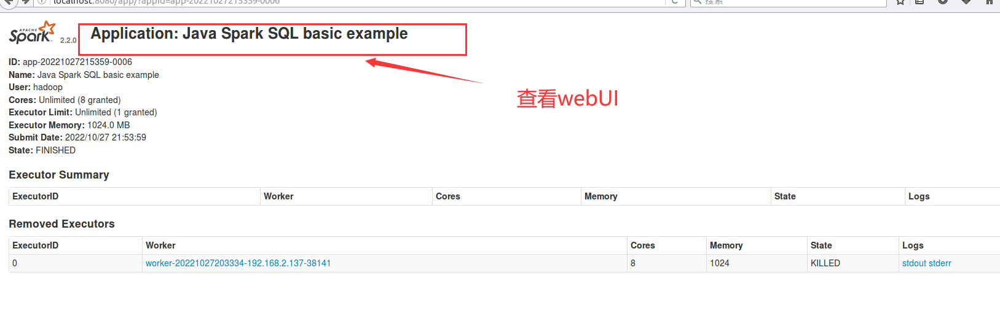 localhost:8080/app/?appId=app-20221027215359-0006
搜索
APACHE Spark 2.2.0 Application: Java Spark SQL basic example
ID: app-20221027215359-0006
Name: Java Spark SQL basic example
User: hadoop
Cores: Unlimited (8 granted)
Executor Limit: Unlimited (1 granted)
Executor Memory: 1024.0 MB
Submit Date: 2022/10/27 21:53:59
State: FINISHED
查看webUI
Executor Summary
ExecutorID Worker Cores Memory State Logs
Removed Executors
ExecutorID Worker Cores Memory State Logs
0 worker-20221027203334-192.168.2.137-38141 8 1024 KILLED stdout stderr